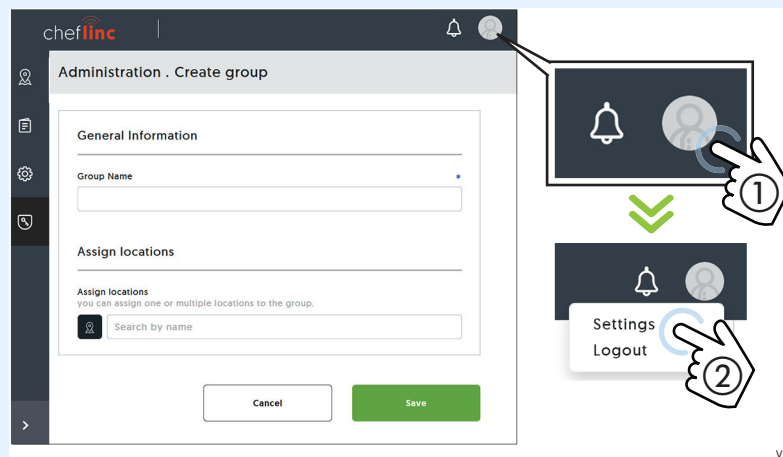 cheflinc
Administration . Create group
General Information
Group Name *
Assign locations
Assign locations
you can assign one or multiple locations to the group.
Search by name
Cancel
Save
1
Settings
Logout
2